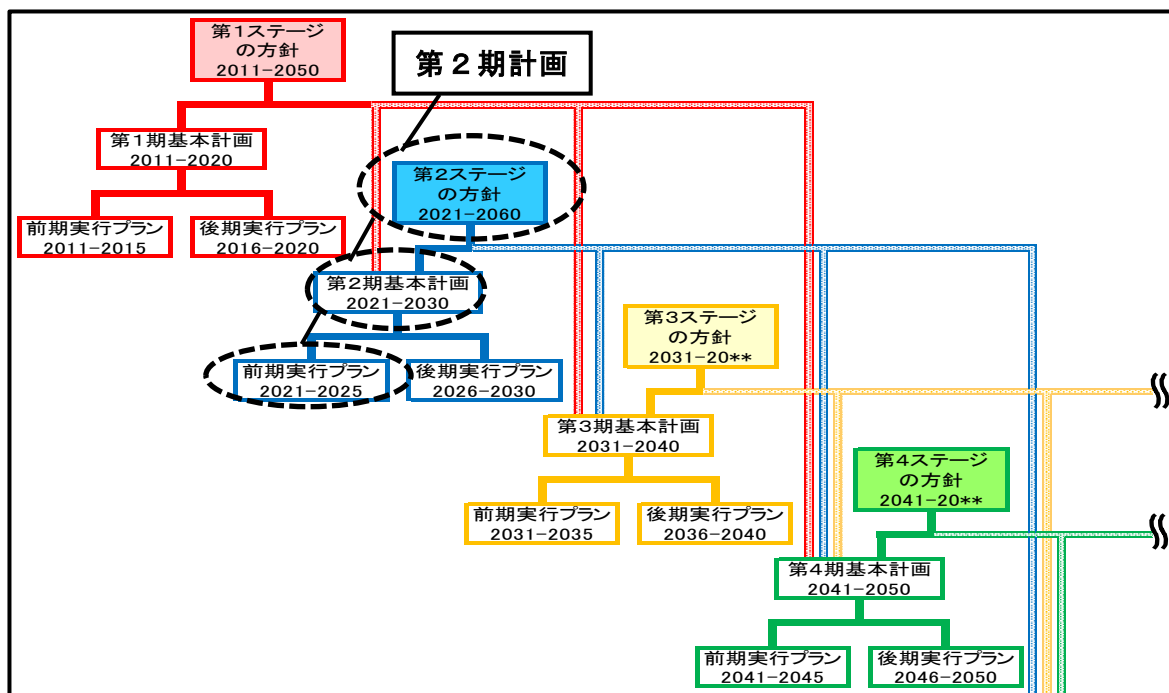 第１ステージ
の方針
2011-2050
第２期計画
第１期基本計画
2011-2020
前期実行プラン
2011-2015
後期実行プラン
2016-2020
第２ステージ
の方針
2021-2060
第２期基本計画
2021-2030
前期実行プラン
2021-2025
後期実行プラン
2026-2030
第３ステージ
の方針
2031-20**
第３期基本計画
2031-2040
前期実行プラン
2031-2035
後期実行プラン
2036-2040
第４ステージ
の方針
2041-20**
第４期基本計画
2041-2050
前期実行プラン
2041-2045
後期実行プラン
2046-2050